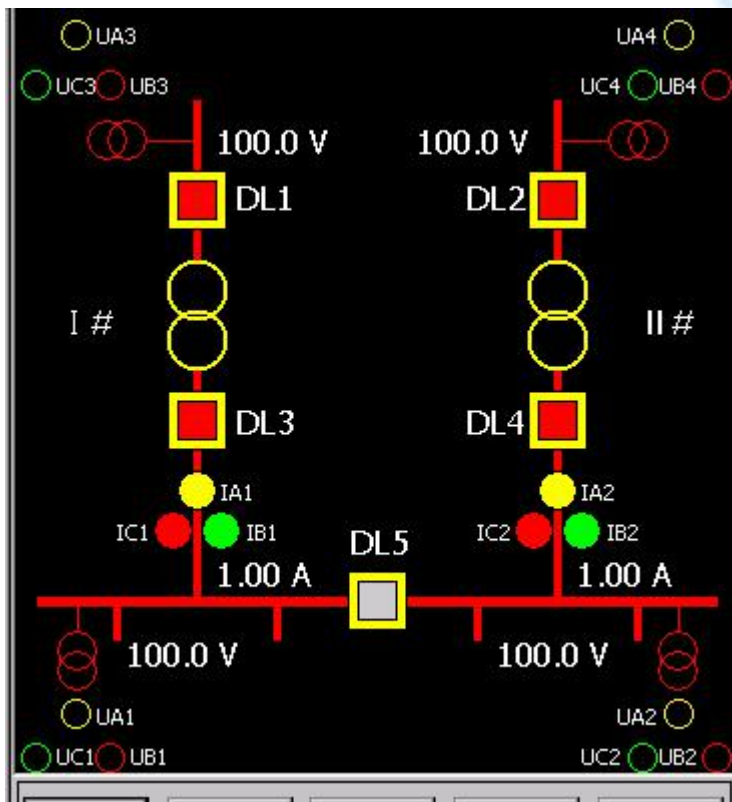 UA3 UA4
UC3 UB3 UC4 UB4
100.0 V 100.0 V
DL1 DL2
I # II #
DL3 DL4
IA1 IA2
IC1 IB1 IC2 IB2
DL5
1.00 A 1.00 A
100.0 V 100.0 V
UA1 UA2
UC1 UB1 UC2 UB2